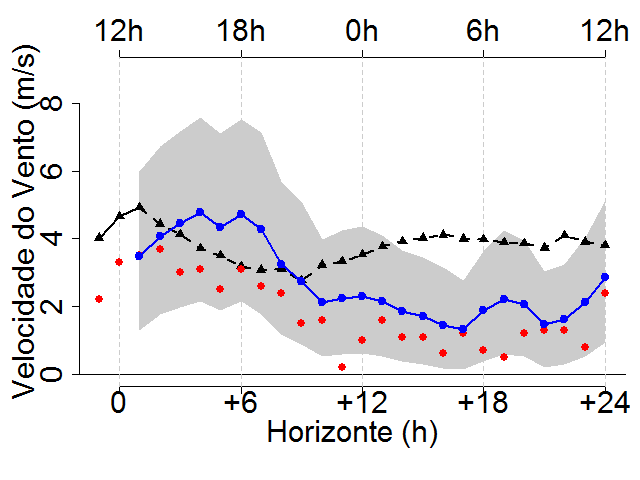 12h 18h 0h 6h 12h
Velocidade do Vento (m/s)
8
6
4
2
0
0 +6 +12 +18 +24
Horizonte (h)